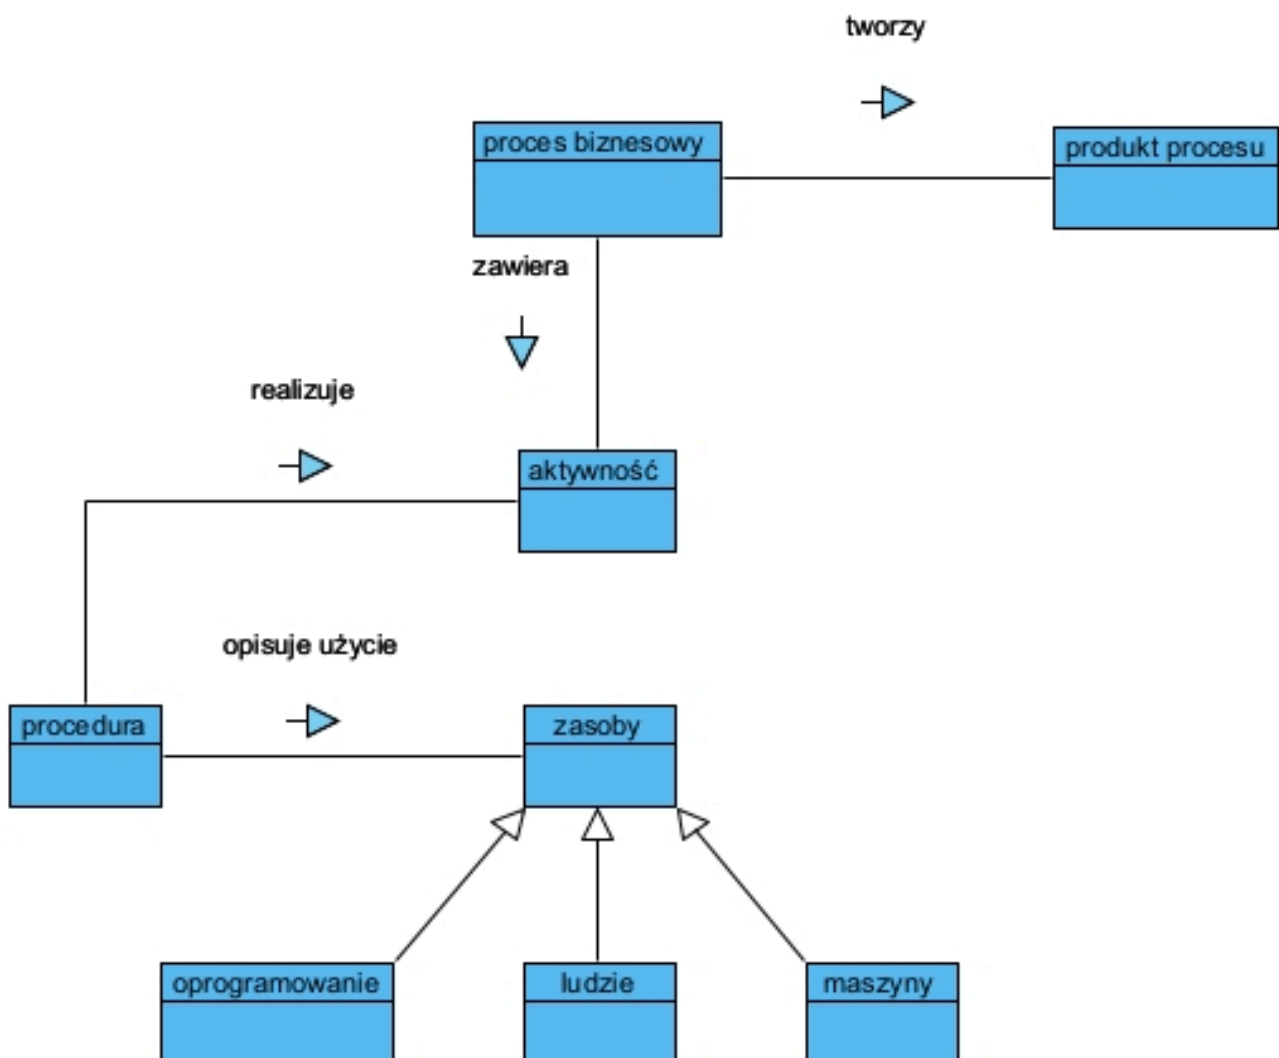 tworzy
proces biznesowy
produkt procesu
zawiera
realizuje
aktywność
opisuje użycie
procedura
zasoby
oprogramowanie
ludzie
maszyny